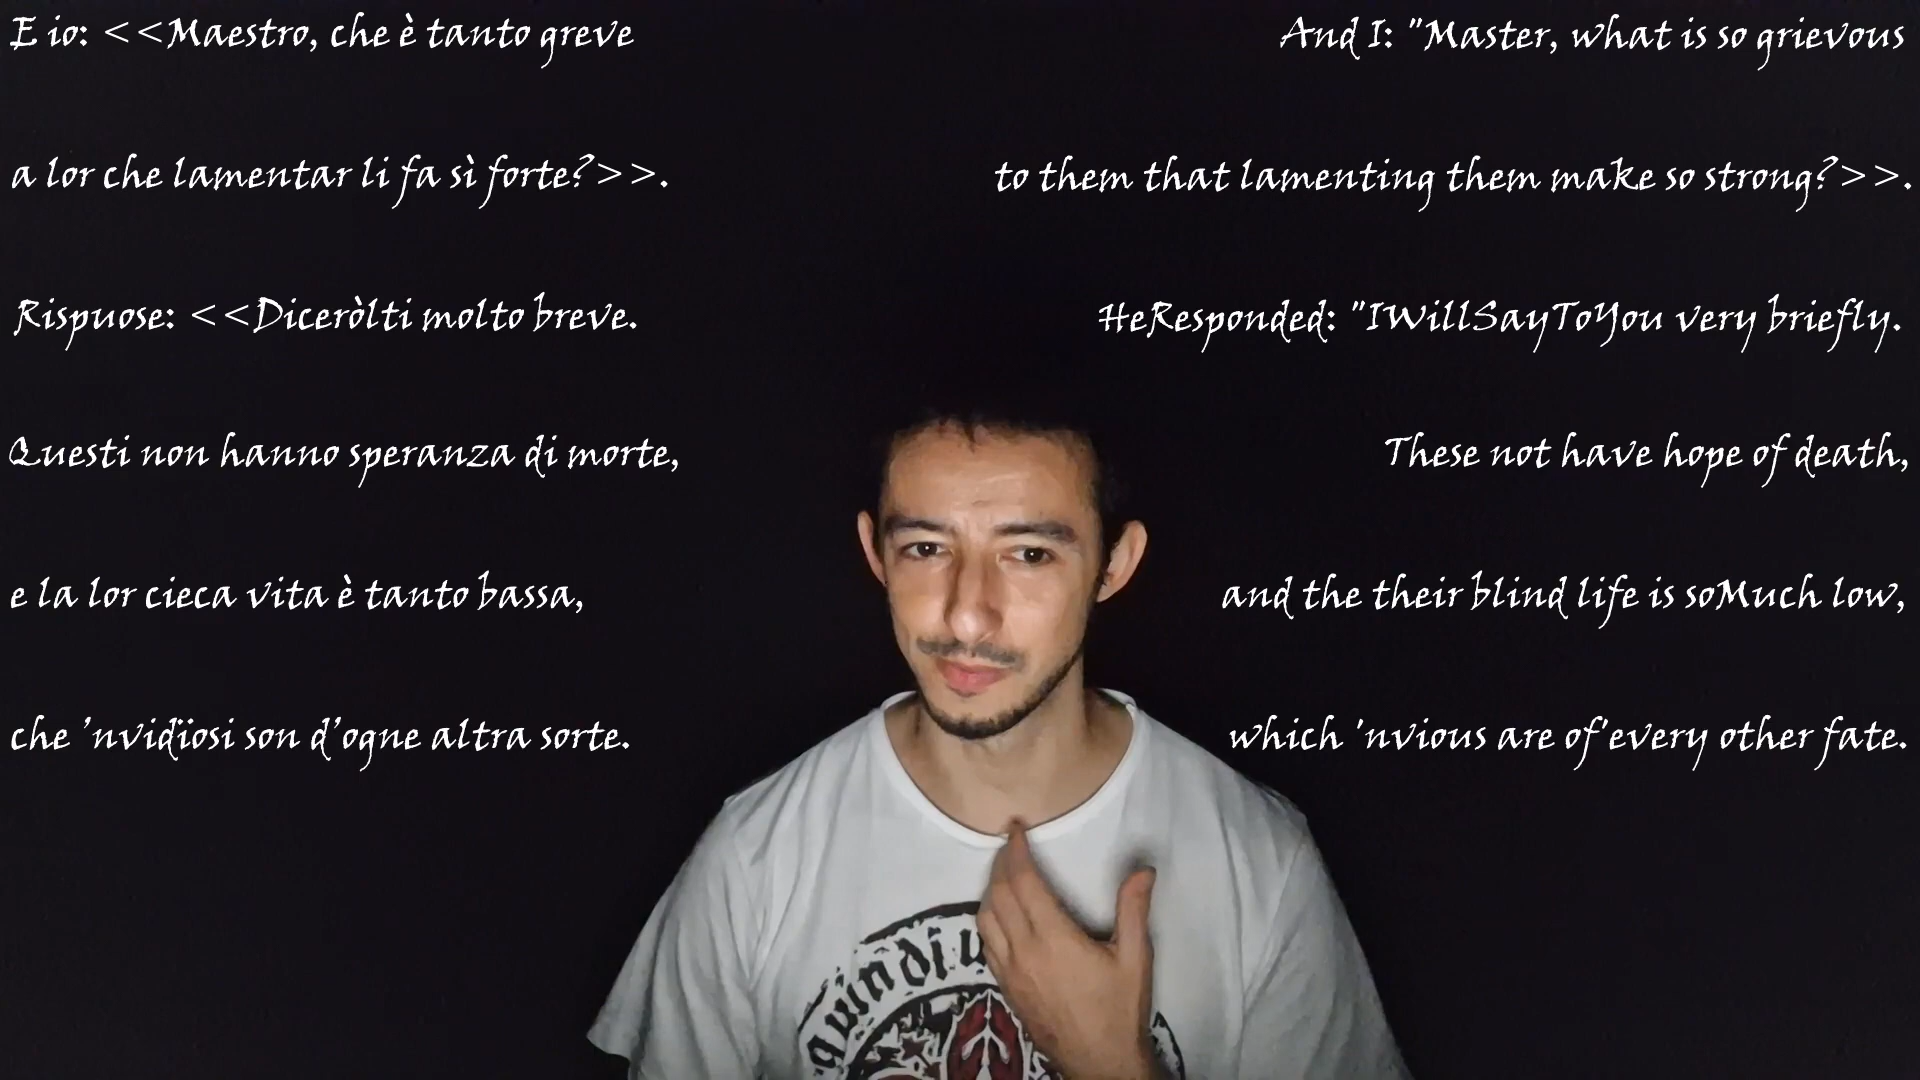 E io: <<Maestro, che è tanto greve
a lor che lamentar li fa sì forte?>>.
Rispuose: <<Diceròlti molto breve.
Questi non hanno speranza di morte,
e la lor cieca vita è tanto bassa,
che 'nvidïosi son d'ogne altra sorte.
And I: "Master, what is so grievous
to them that lamenting them make so strong?>>.
HeResponded: "IWillSayToYou very briefly.
These not have hope of death,
and the their blind life is soMuch low,
which 'nvious are of'every other fate.